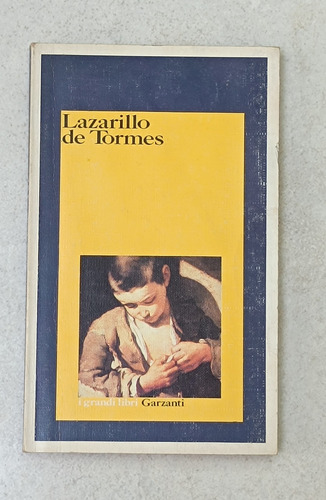 Lazarillo
de Tormes
i grandi libri Garzanti